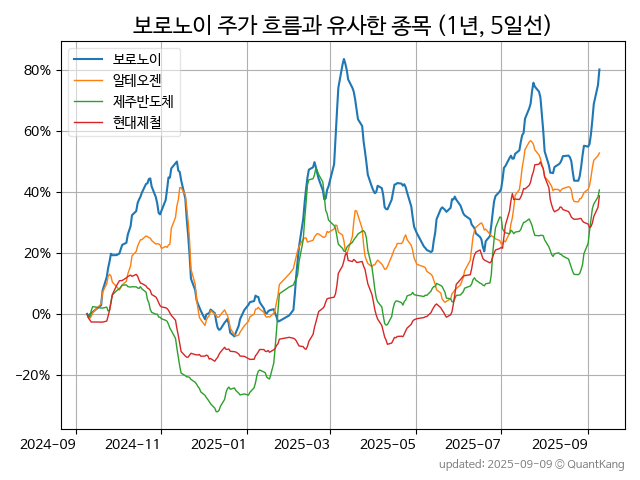 보로노이 주가 흐름과 유사한 종목 (1년, 5일선)
보로노이
알테오젠
제주반도체
현대제철
80%
60%
40%
20%
0%
−20%
2024-09
2024-11
2025-01
2025-03
2025-05
2025-07
2025-09
updated: 2025-09-09 © QuantKang